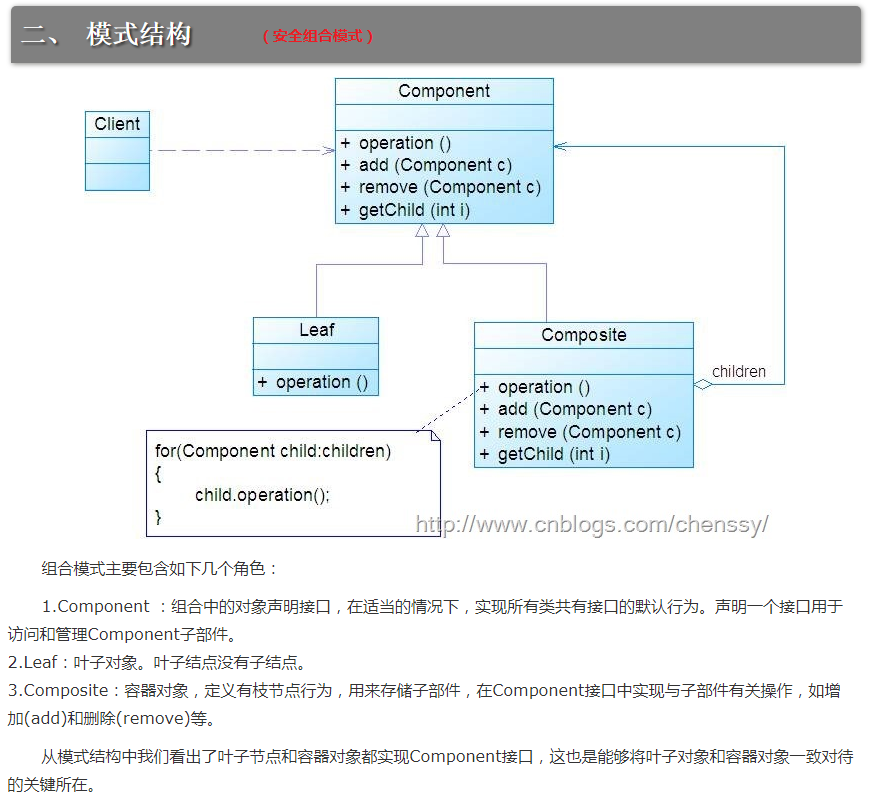 二、 模式结构 （安全组合模式）
Component
Client
+ operation ()
+ add (Component c)
+ remove (Component c)
+ getChild (int i)
Leaf
+ operation ()
Composite
+ operation ()
+ add (Component c)
+ remove (Component c)
+ getChild (int i)
children
for(Component child:children)
{
child.operation();
}
http://www.cnblogs.com/chenssy/
组合模式主要包含如下几个角色：
1.Component ：组合中的对象声明接口，在适当的情况下，实现所有类共有接口的默认行为。声明一个接口用于
访问和管理Component子部件。
2.Leaf：叶子对象。叶子结点没有子结点。
3.Composite：容器对象，定义有枝节点行为，用来存储子部件，在Component接口中实现与子部件有关操作，如增
加(add)和删除(remove)等。
从模式结构中我们看出了叶子节点和容器对象都实现Component接口，这也是能够将叶子对象和容器对象一致对待
的关键所在。